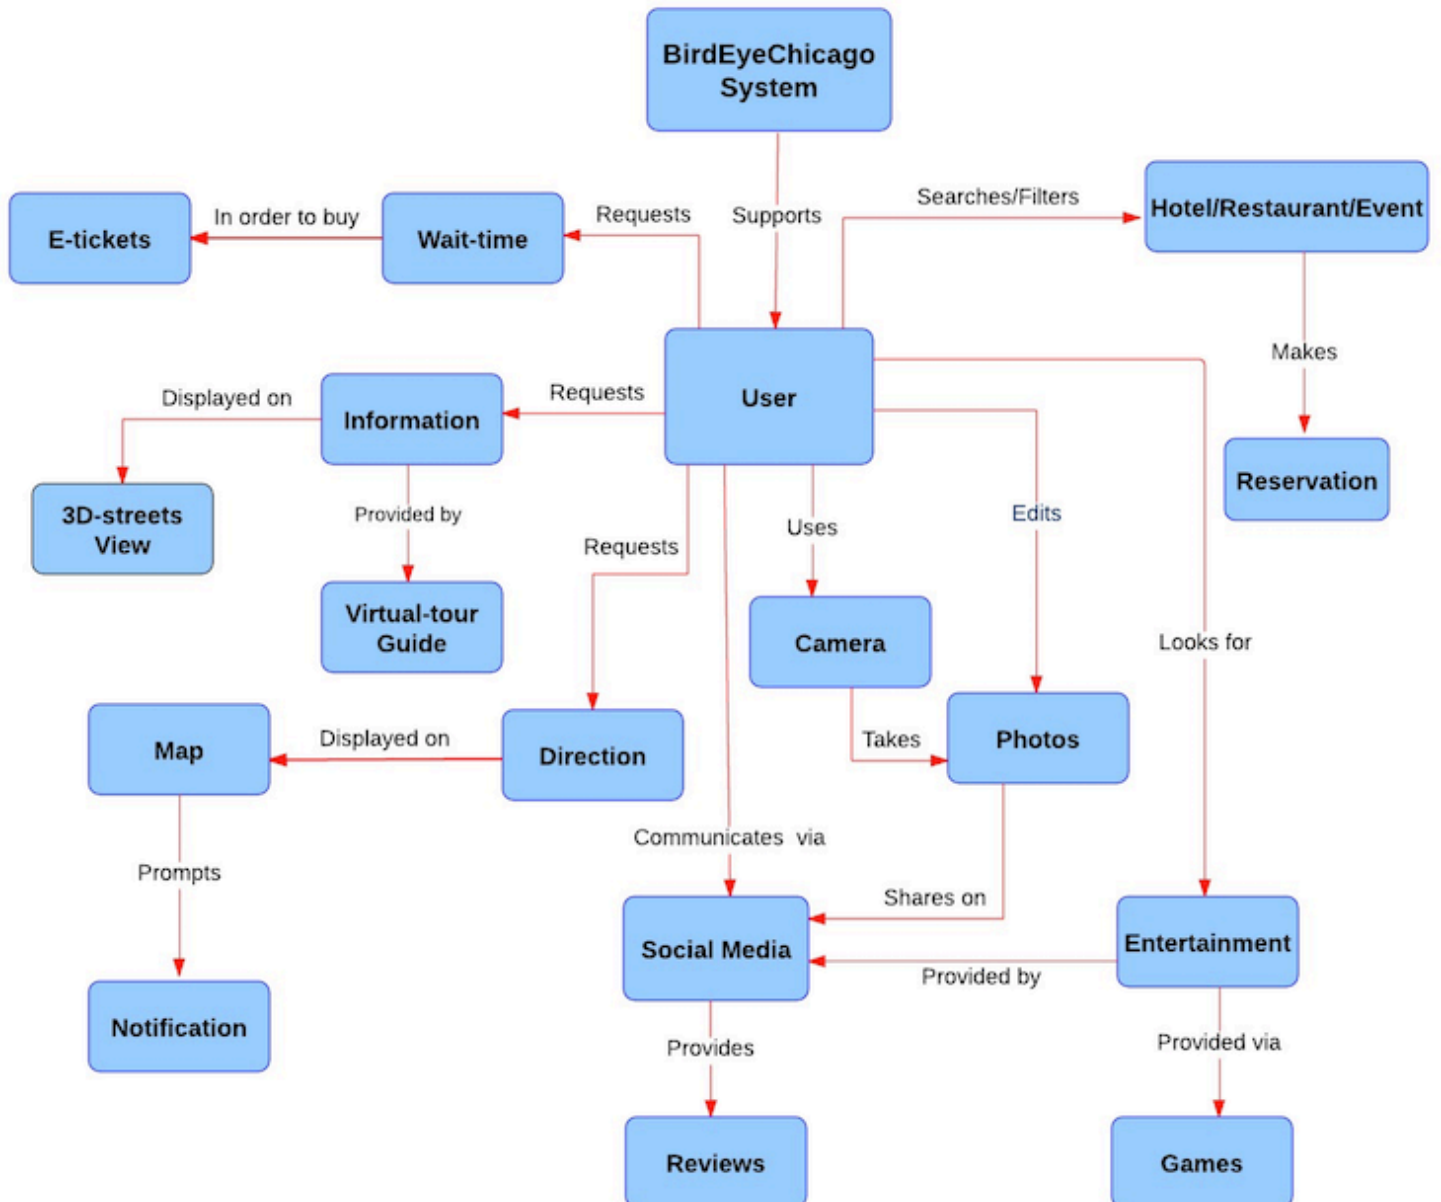 BirdEyeChicago
System
Searches/Filters
Hotel/Restaurant/Event
In order to buy
Requests
Supports
E-tickets
Wait-time
Makes
Displayed on
Requests
User
Information
Reservation
3D-streets
View
Provided by
Requests
Uses
Edits
Virtual-tour
Guide
Camera
Looks for
Map
Displayed on
Direction
Takes
Photos
Communicates  via
Prompts
Shares on
Social Media
Entertainment
Provided by
Notification
Provides
Provided via
Reviews
Games